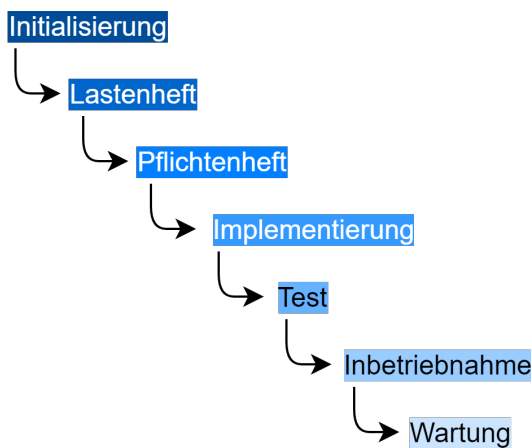 Initialisierung
Lastenheft
Pflichtenheft
Implementierung
Test
Inbetriebnahme
Wartung